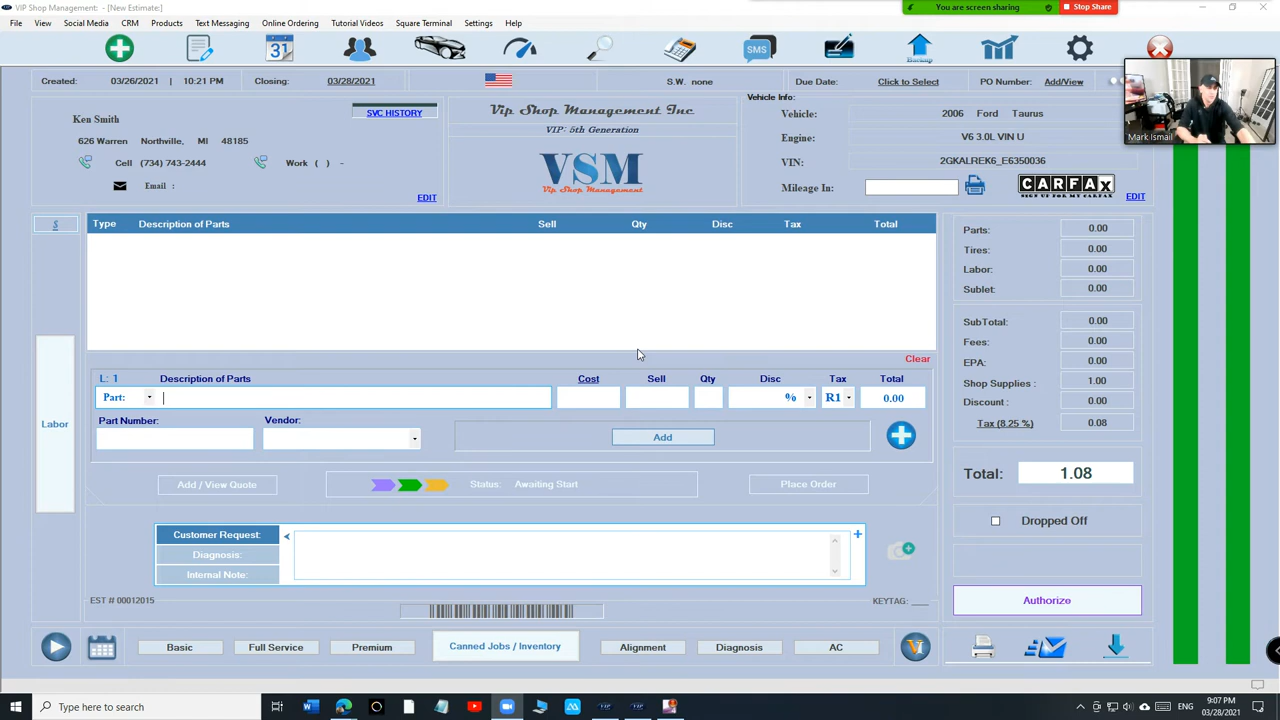 VIP Shop Management: - [New Estimate:]
You are screen sharing
Stop Share
File View Social Media CRM Products Text Messaging Online Ordering Tutorial Videos Square Terminal Settings Help
31
SMS
Backup
Created: 03/26/2021 | 10:21 PM Closing: 03/28/2021 S.W. none Due Date: Click to Select PO Number: Add/View
Ken Smith
SVC HISTORY
626 Warren Northville, MI 48185
Cell (734) 743-2444 Work ( ) -
Email :
EDIT
Vip Shop Management Inc
VIP: 5th Generation
VSM
Vip Shop Management
Vehicle Info:
Vehicle: 2006 Ford Taurus
Engine: V6 3.0L VIN U
VIN: 2GKALREK6_E6350036
Mileage In:
CARFAX
SIGN UP FOR MY CARFAX
EDIT
Mark Ismail
S
Type Description of Parts Sell Qty Disc Tax Total
Clear
Labor
L: 1 Description of Parts Cost Sell Qty Disc Tax Total
Part: % R1 0.00
Part Number: Vendor:
Add
Add / View Quote
Status: Awaiting Start
Place Order
Customer Request:
Diagnosis:
Internal Note:
EST # 00012015
KEYTAG: ___
Parts: 0.00
Tires: 0.00
Labor: 0.00
Sublet: 0.00
SubTotal: 0.00
Fees: 0.00
EPA: 0.00
Shop Supplies : 1.00
Discount : 0.00
Tax (8.25 %) 0.08
Total: 1.08
Dropped Off
Authorize
Basic Full Service Premium Canned Jobs / Inventory Alignment Diagnosis AC
Type here to search
ENG
9:07 PM
03/28/2021